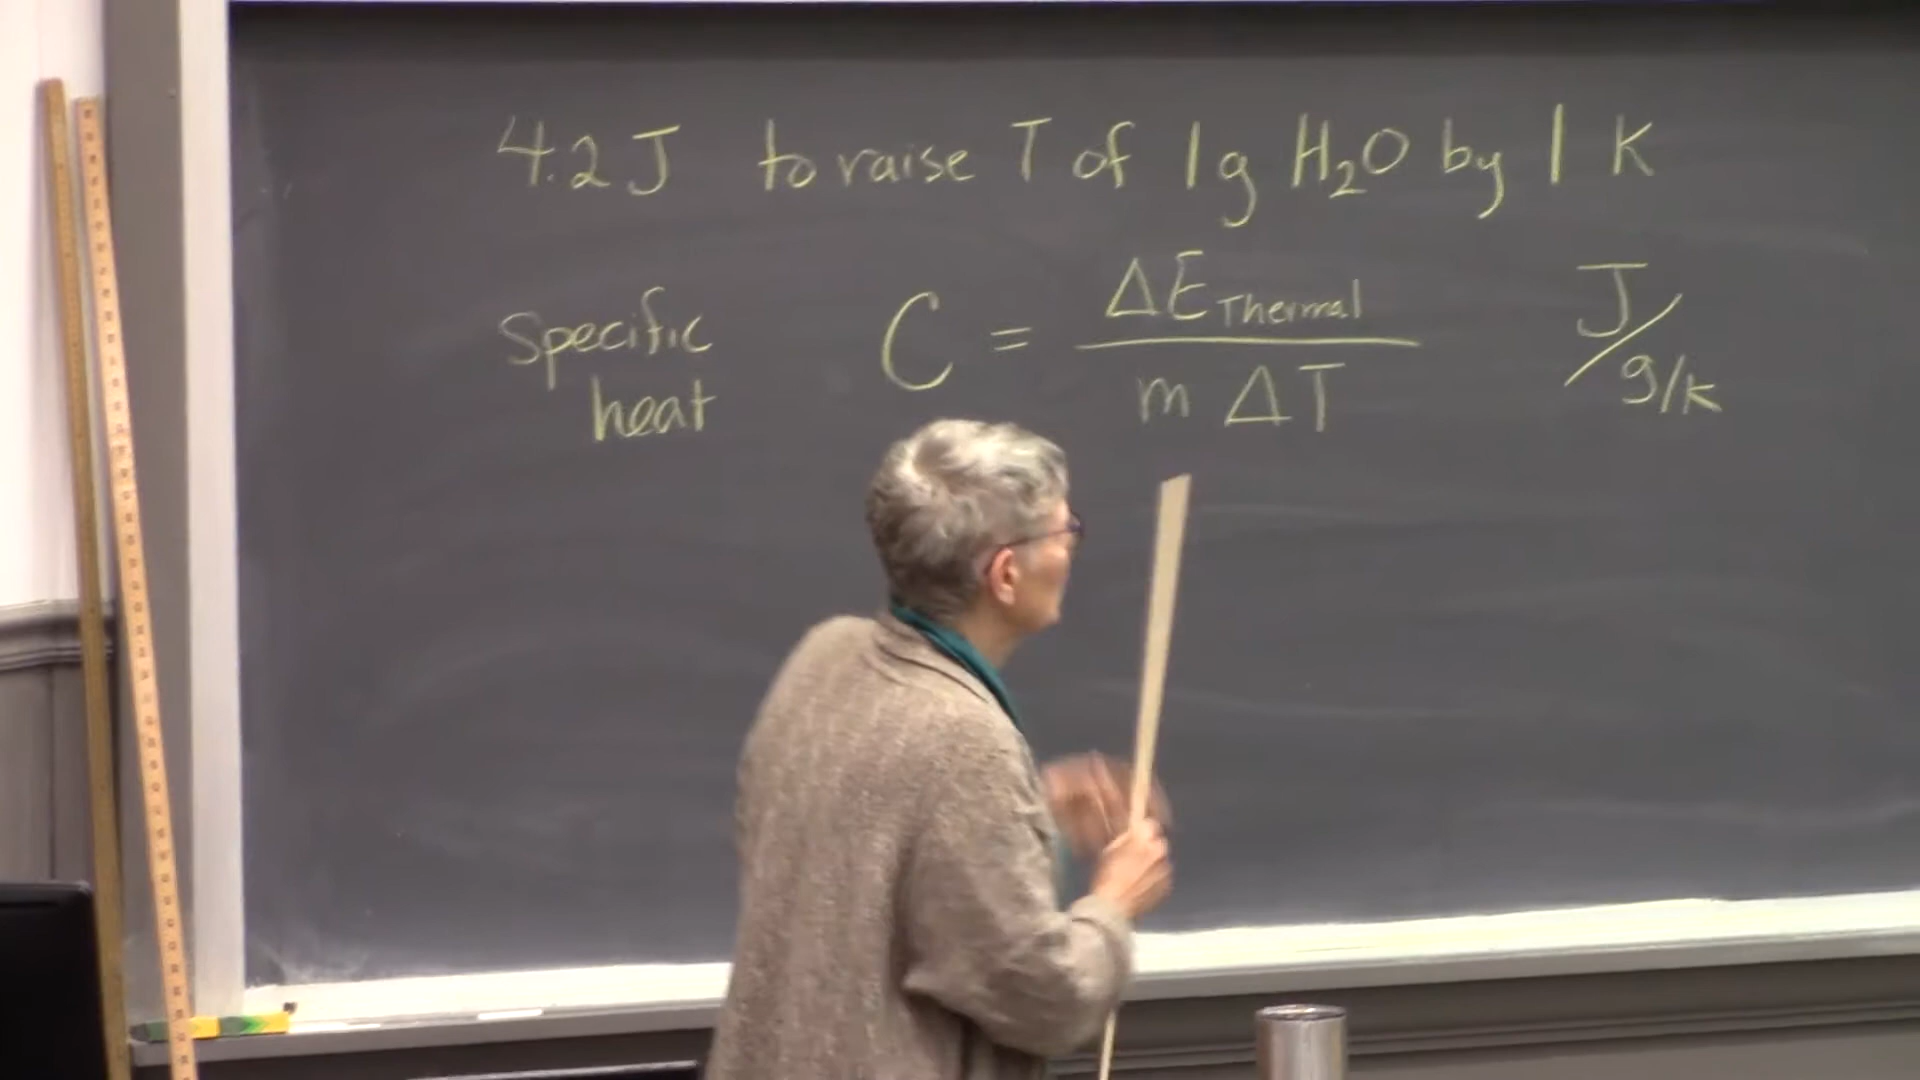 4.2 J to raise T of 1 g H₂O by 1 K
Specific heat C = ΔE Thermal / m ΔT J/g/K